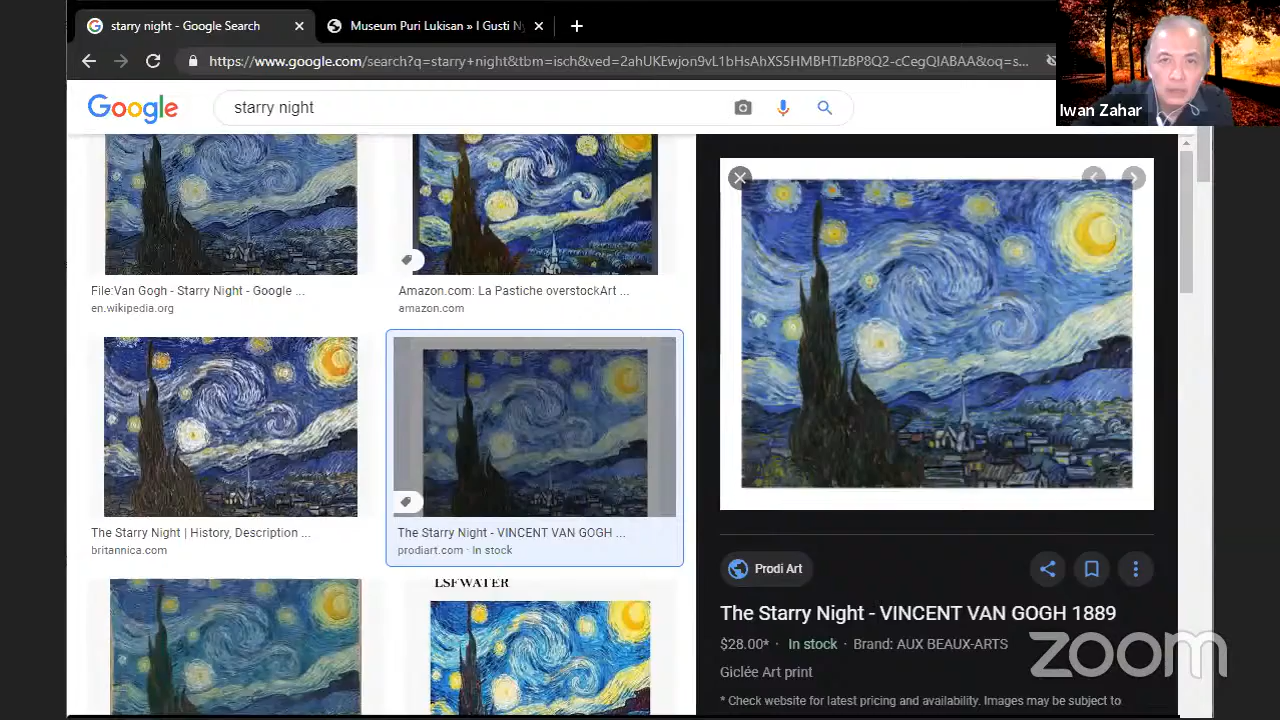 starry night - Google Search
Museum Puri Lukisan » I Gusti Ny
https://www.google.com/search?q=starry+night&tbm=isch&ved=2ahUKEwjon9vL1bHsAhXS5HMBHTlzBP8Q2-cCegQIABAA&oq=s...
Iwan Zahar
Google
starry night
File:Van Gogh - Starry Night - Google ...
en.wikipedia.org
Amazon.com: La Pastiche overstockArt ...
amazon.com
The Starry Night | History, Description ...
britannica.com
The Starry Night - VINCENT VAN GOGH ...
prodiart.com · In stock
LSFWATER
Prodi Art
The Starry Night - VINCENT VAN GOGH 1889
$28.00* · In stock · Brand: AUX BEAUX-ARTS
Giclée Art print
* Check website for latest pricing and availability. Images may be subject to
zoom